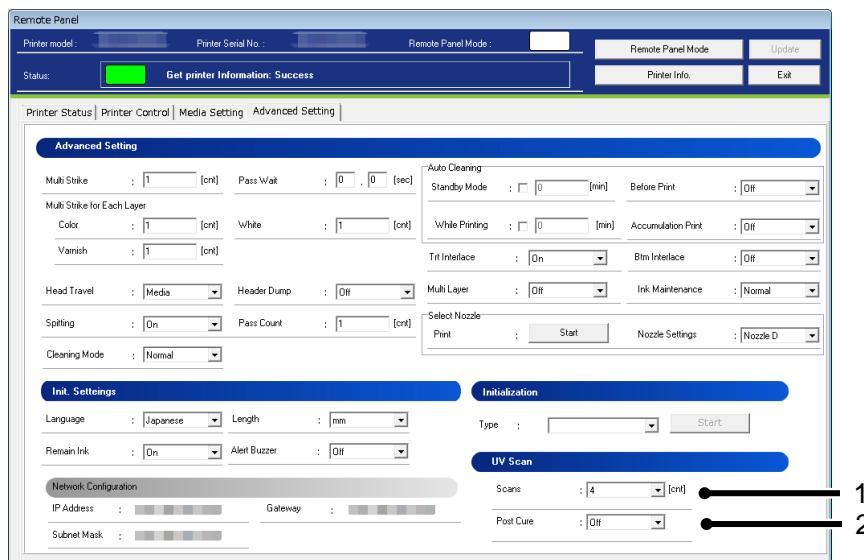 Remote Panel
Printer model : Printer Serial No. : Remote Panel Mode : Remote Panel Mode Update
Status: Get printer Information: Success Printer Info. Exit
Printer Status Printer Control Media Setting Advanced Setting
Advanced Setting
Multi Strike : 1 [cnt] Pass Wait : 0 . 0 [sec]
Multi Strike for Each Layer
Color : 1 [cnt] White : 1 [cnt]
Varnish : 1 [cnt]
Head Travel : Media Header Dump : Off
Spitting : On Pass Count : 1 [cnt]
Cleaning Mode : Normal
Auto Cleaning
Standby Mode : 0 [min] Before Print : Off
While Printing : 0 [min] Accumulation Print : Off
Trt Interlace : On Btm Interlace : Off
Multi Layer : Off Ink Maintenance : Normal
Select Nozzle
Print : Start Nozzle Settings : Nozzle D
Init. Setteings
Language : Japanese Length : mm
Remain Ink : On Alert Buzzer : Off
Network Configuration
IP Address : Gateway :
Subnet Mask :
Initialization
Type : Start
UV Scan
Scans : 4 [cnt] 1
Post Cure : Off 2